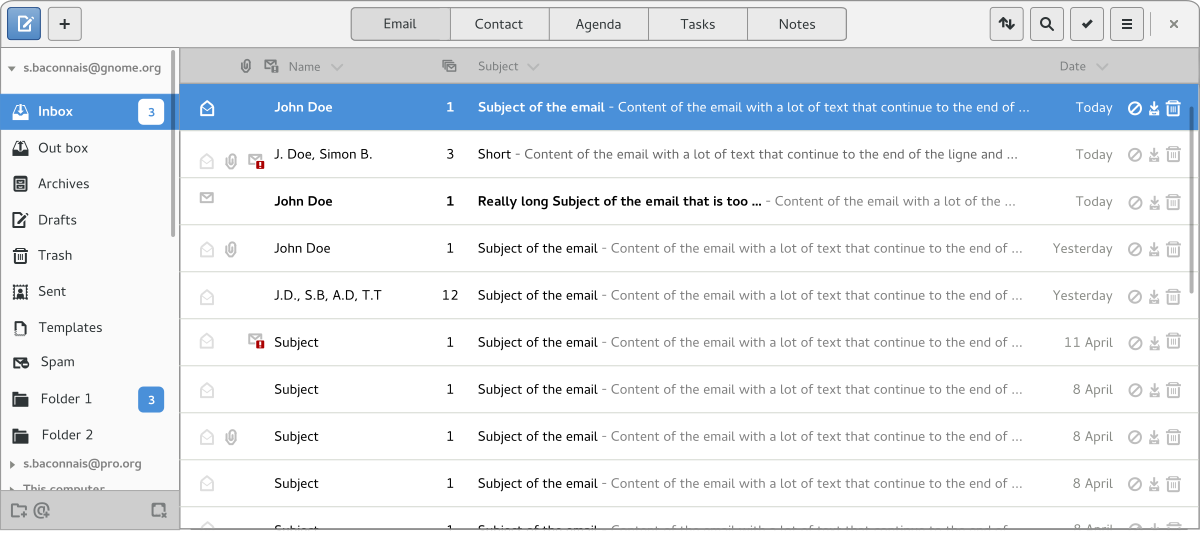 Email Contact Agenda Tasks Notes
s.baconnais@gnome.org
Name Subject Date
Inbox 3
Out box
Archives
Drafts
Trash
Sent
Templates
Spam
Folder 1 3
Folder 2
s.baconnais@pro.org
This computer
John Doe 1 Subject of the email - Content of the email with a lot of text that continue to the end of ... Today
J. Doe, Simon B. 3 Short - Content of the email with a lot of text that continue to the end of the ligne and ... Today
John Doe 1 Really long Subject of the email that is too ... - Content of the email with a lot of the ... Today
John Doe 1 Subject of the email - Content of the email with a lot of text that continue to the end of ... Yesterday
J.D., S.B, A.D, T.T 12 Subject of the email - Content of the email with a lot of text that continue to the end of ... Yesterday
Subject 1 Subject of the email - Content of the email with a lot of text that continue to the end of ... 11 April
Subject 1 Subject of the email - Content of the email with a lot of text that continue to the end of ... 8 April
Subject 1 Subject of the email - Content of the email with a lot of text that continue to the end of ... 8 April
Subject 1 Subject of the email - Content of the email with a lot of text that continue to the end of ... 8 April
Subject 1 Subject of the email - Content of the email with a lot of text that continue to the end of ... 8 April